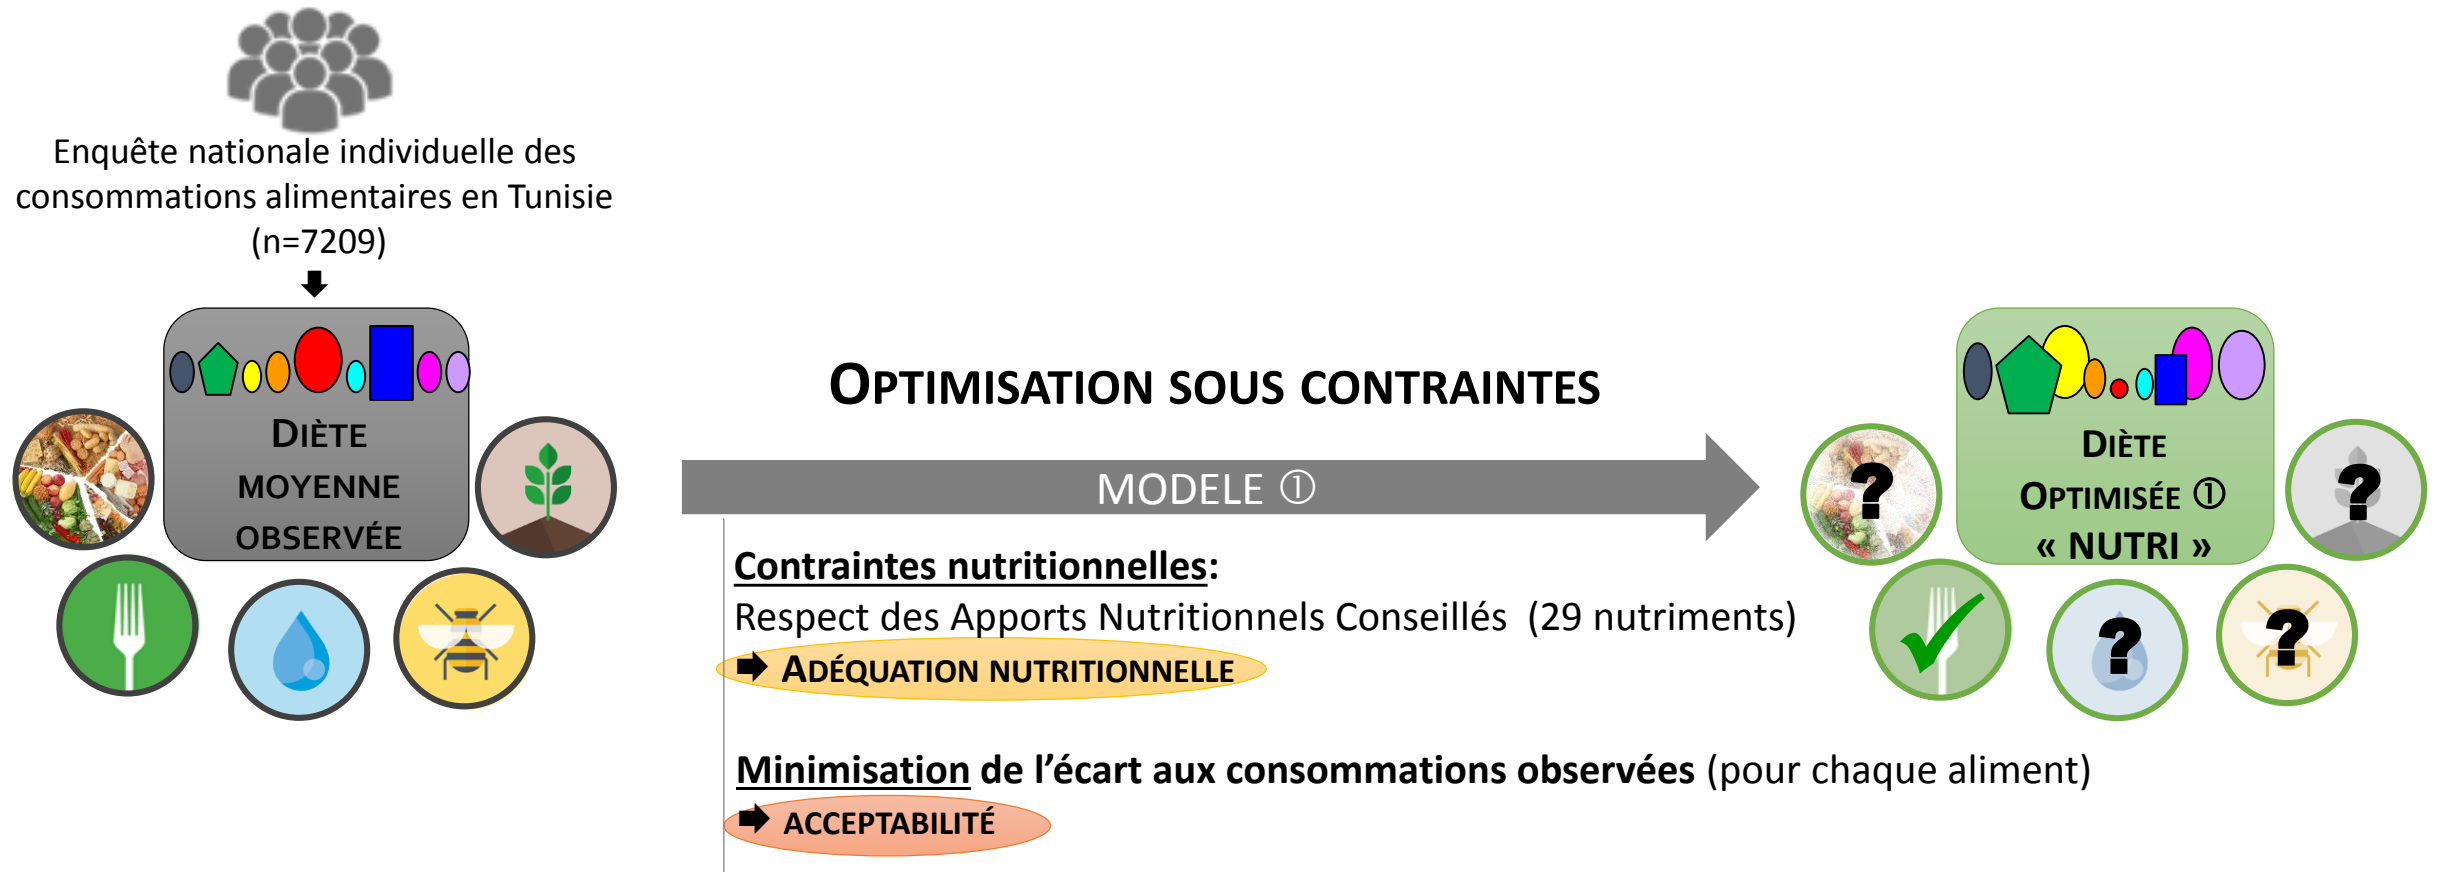 Enquête nationale individuelle des
consommations alimentaires en Tunisie
(n=7209)
DIÈTE
MOYENNE
OBSERVÉE
OPTIMISATION SOUS CONTRAINTES
MODELE ①
Contraintes nutritionnelles:
Respect des Apports Nutritionnels Conseillés (29 nutriments)
➡ ADÉQUATION NUTRITIONNELLE
Minimisation de l’écart aux consommations observées (pour chaque aliment)
➡ ACCEPTABILITÉ
DIÈTE
OPTIMISÉE ①
« NUTRI »
?
?
?
?